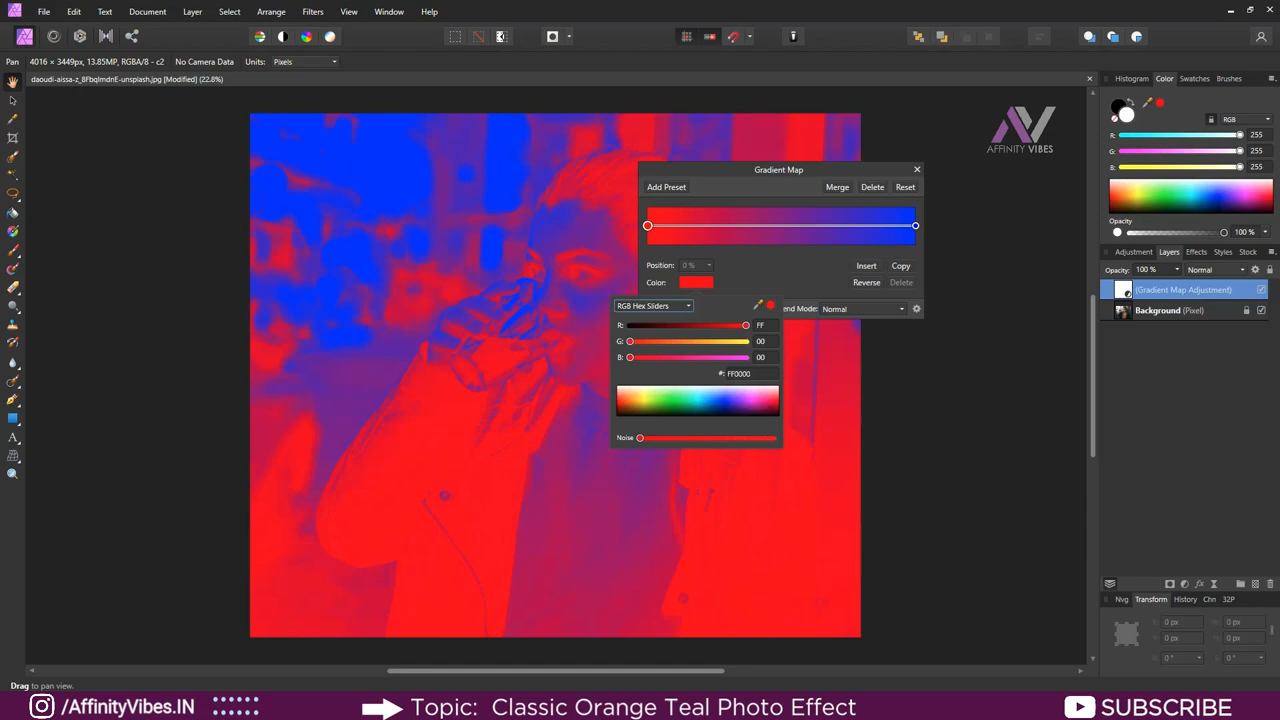 File Edit Text Document Layer Select Arrange Filters View Window Help
Pan 4016 × 3449px, 13.85MP, RGBA/8 - c2 No Camera Data Units: Pixels
daoudi-aissa-z_8FbqImdnE-unsplash.jpg [Modified] (22.8%)
Histogram Color Swatches Brushes
RGB
R: 255
G: 255
B: 255
Opacity
100 %
AFFINITY VIBES
Adjustment Layers Effects Styles Stock
Opacity: 100 % Normal
(Gradient Map Adjustment)
Background (Pixel)
Gradient Map
Add Preset Merge Delete Reset
Position: 0 % Insert Copy
Color: Reverse Delete
RGB Hex Sliders
end Mode: Normal
R: FF
G: 00
B: 00
#: FF0000
Noise
Nvg Transform History Chn 32P
X: 0 px W: 0 px
Y: 0 px H: 0 px
R: 0 ° S: 0 °
Drag to pan view.
/AffinityVibes.IN Topic: Classic Orange Teal Photo Effect SUBSCRIBE